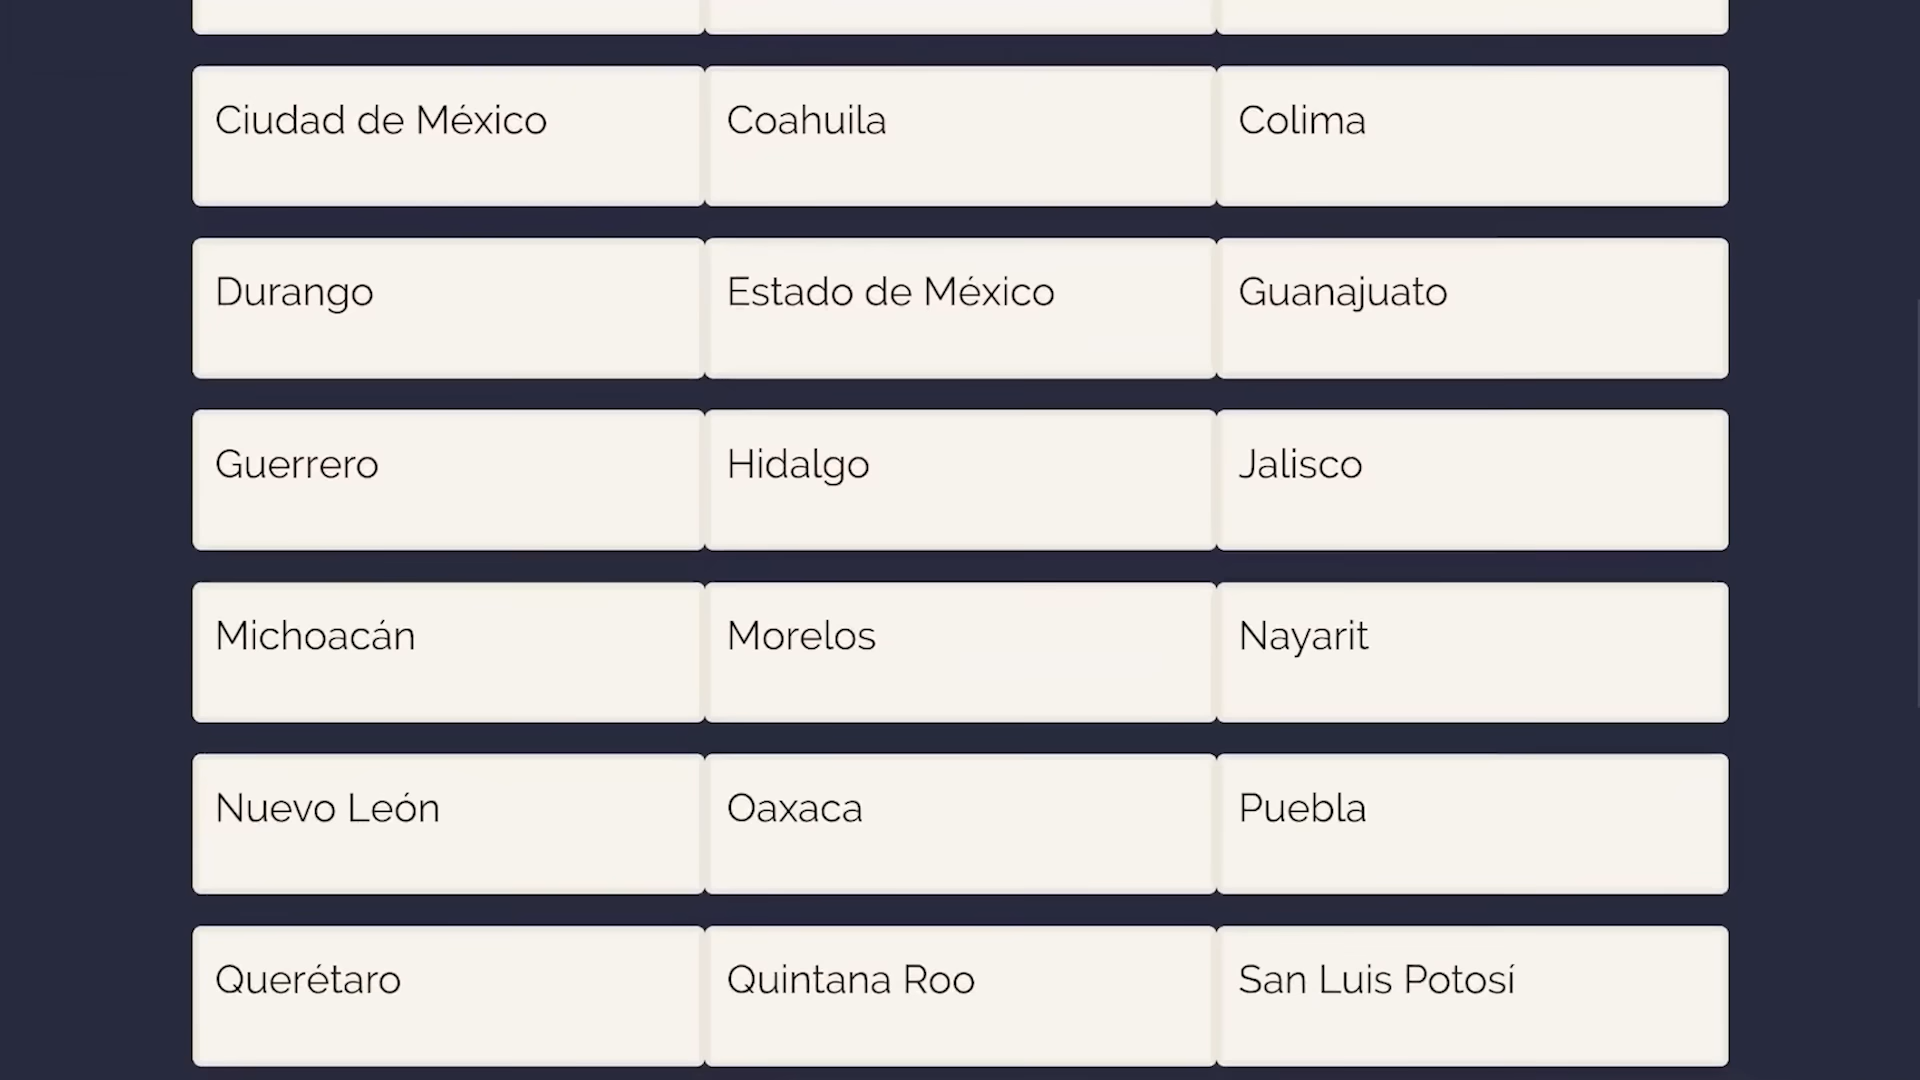 Ciudad de México
Coahuila
Colima
Durango
Estado de México
Guanajuato
Guerrero
Hidalgo
Jalisco
Michoacán
Morelos
Nayarit
Nuevo León
Oaxaca
Puebla
Querétaro
Quintana Roo
San Luis Potosí